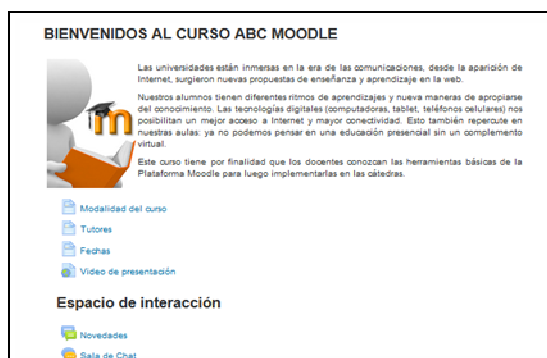 BIENVENIDOS AL CURSO ABC MOODLE
Las universidades están inmersas en la era de las comunicaciones, desde la aparición de
Internet, surgieron nuevas propuestas de enseñanza y aprendizaje en la web.
Nuestros alumnos tienen diferentes ritmos de aprendizajes y nueva maneras de apropiarse
del conocimiento. Las tecnologías digitales (computadoras, tablet, teléfonos celulares) nos
posibilitan un mejor acceso a Internet y mayor conectividad. Esto también repercute en
nuestras aulas: ya no podemos pensar en una educación presencial sin un complemento
virtual.
Este curso tiene por finalidad que los docentes conozcan las herramientas básicas de la
Plataforma Moodle para luego implementarlas en las cátedras.
m
Modalidad del curso
Tutores
Fechas
Video de presentación
Espacio de interacción
Novedades
Sala de Chat